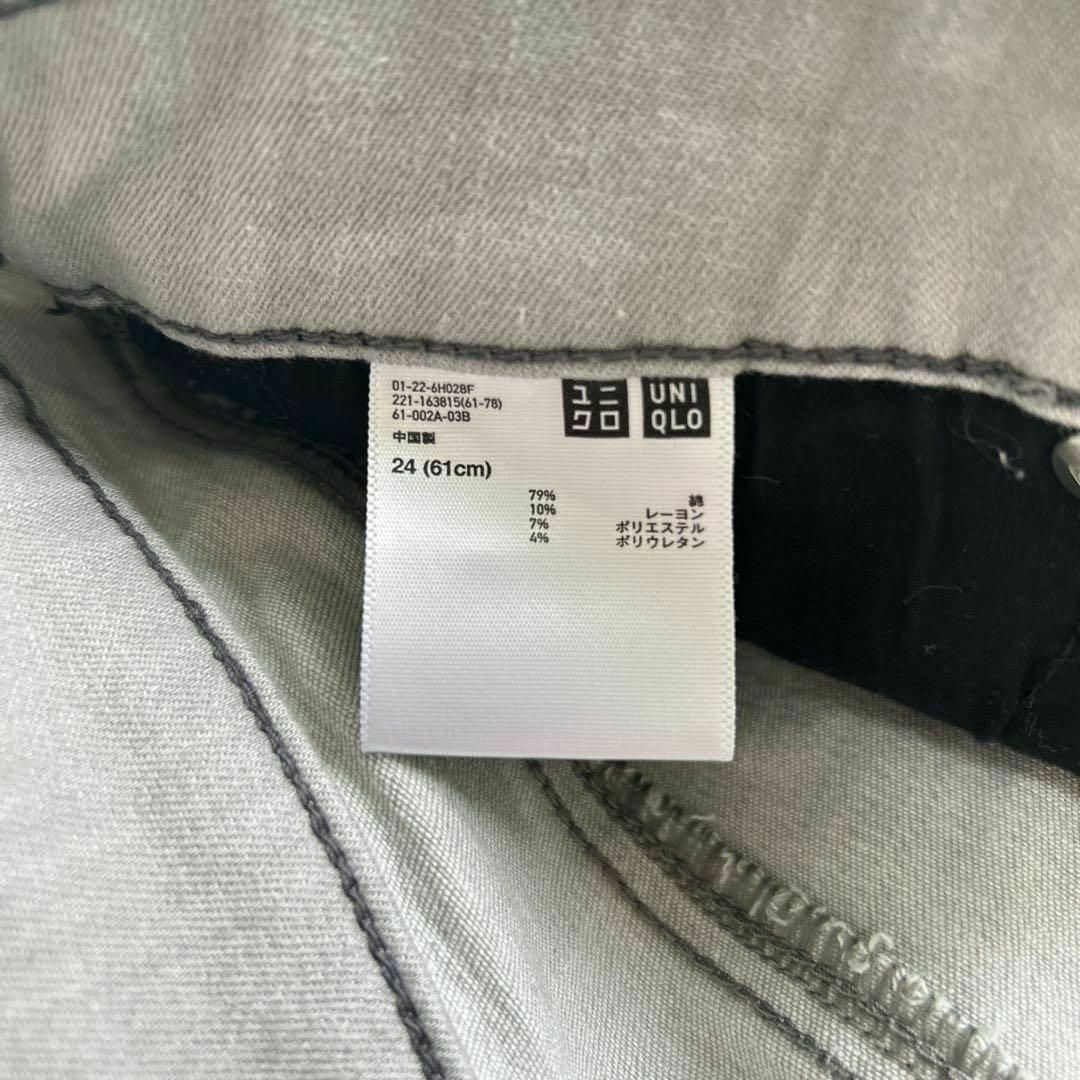 01-22-6H028F
221-163815(61-78)
61-002A-03B
中国製
24 (61cm)
ユニ
クロ
UNI
QLO
79% 綿
10% レーヨン
7% ポリエステル
4% ポリウレタン